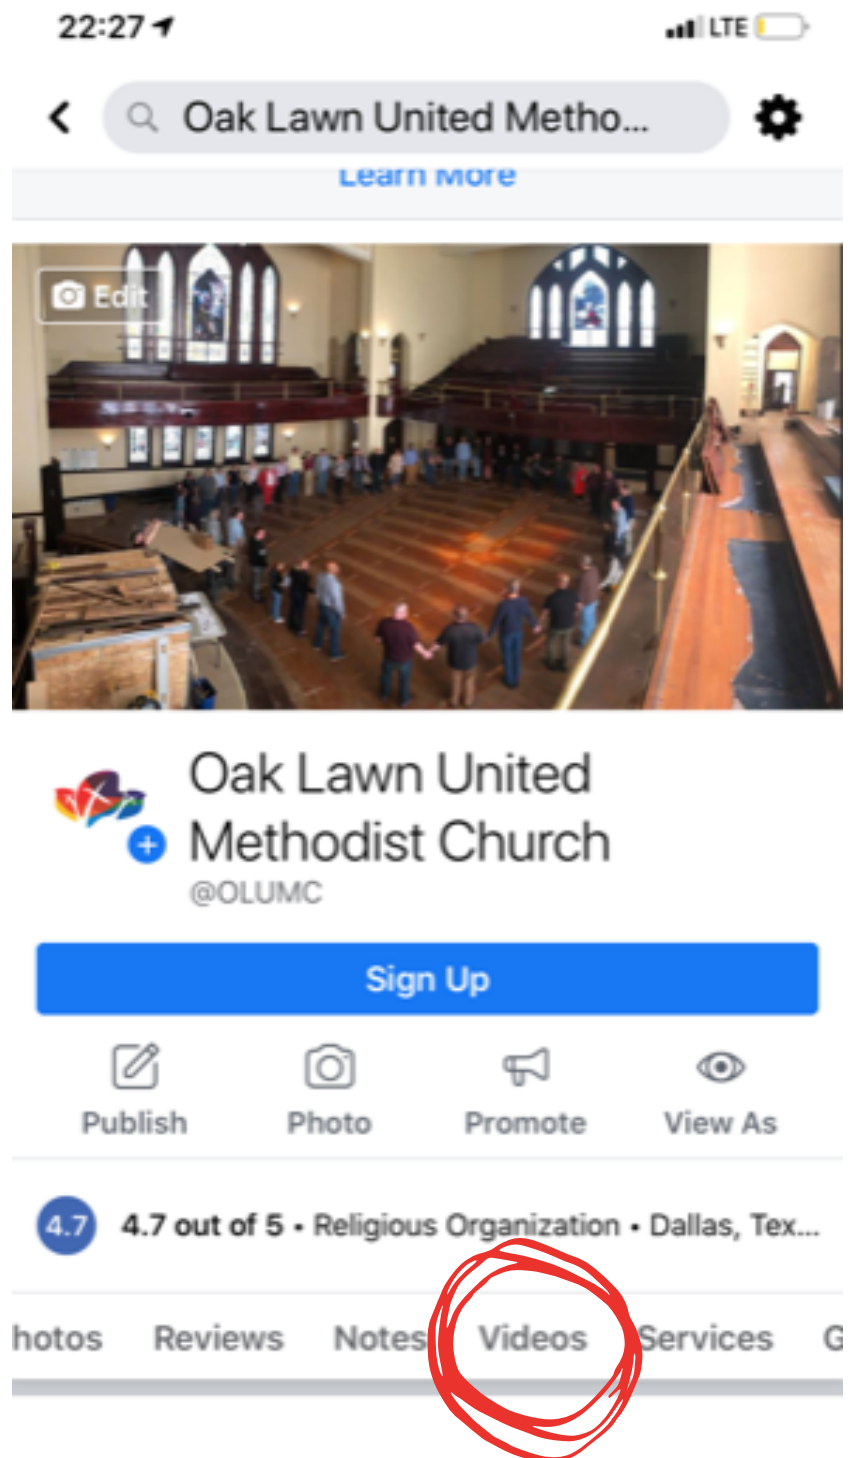 22:27 LTE
Oak Lawn United Metho...
Learn More
Edit
Oak Lawn United
Methodist Church
@OLUMC
Sign Up
Publish Photo Promote View As
4.7 4.7 out of 5 • Religious Organization • Dallas, Tex...
hotos Reviews Notes Videos Services G